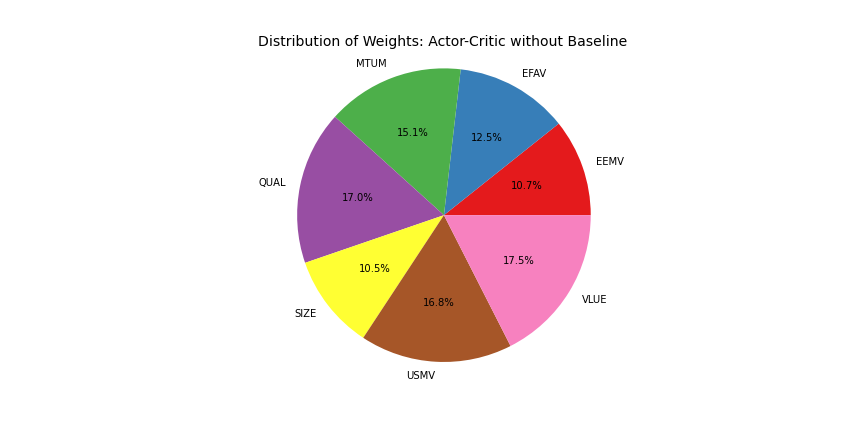 Distribution of Weights: Actor-Critic without Baseline
MTUM
EFAV
15.1%
12.5%
EEMV
10.7%
QUAL
17.0%
10.5%
17.5%
SIZE
16.8%
VLUE
USMV